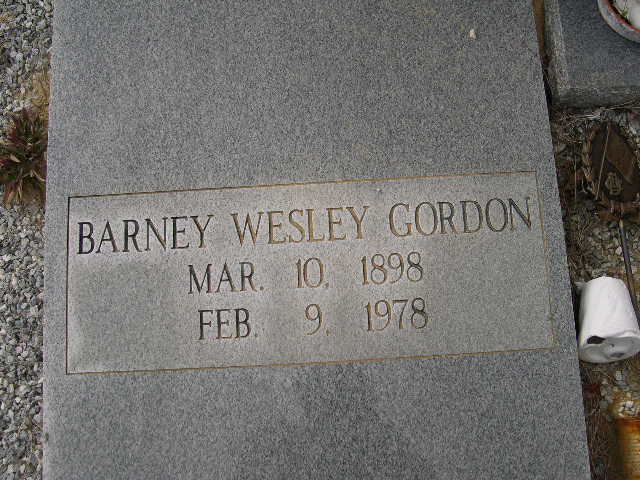 BARNEY WESLEY GORDON
MAR. 10, 1898
FEB. 9, 1978